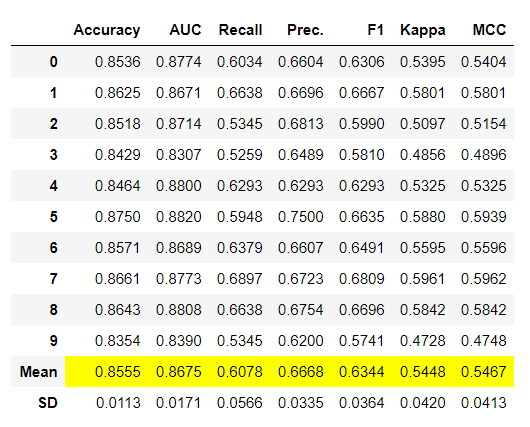 Accuracy AUC Recall Prec. F1 Kappa MCC
0 0.8536 0.8774 0.6034 0.6604 0.6306 0.5395 0.5404
1 0.8625 0.8671 0.6638 0.6696 0.6667 0.5801 0.5801
2 0.8518 0.8714 0.5345 0.6813 0.5990 0.5097 0.5154
3 0.8429 0.8307 0.5259 0.6489 0.5810 0.4856 0.4896
4 0.8464 0.8800 0.6293 0.6293 0.6293 0.5325 0.5325
5 0.8750 0.8820 0.5948 0.7500 0.6635 0.5880 0.5939
6 0.8571 0.8689 0.6379 0.6607 0.6491 0.5595 0.5596
7 0.8661 0.8773 0.6897 0.6723 0.6809 0.5961 0.5962
8 0.8643 0.8808 0.6638 0.6754 0.6696 0.5842 0.5842
9 0.8354 0.8390 0.5345 0.6200 0.5741 0.4728 0.4748
Mean 0.8555 0.8675 0.6078 0.6668 0.6344 0.5448 0.5467
SD 0.0113 0.0171 0.0566 0.0335 0.0364 0.0420 0.0413